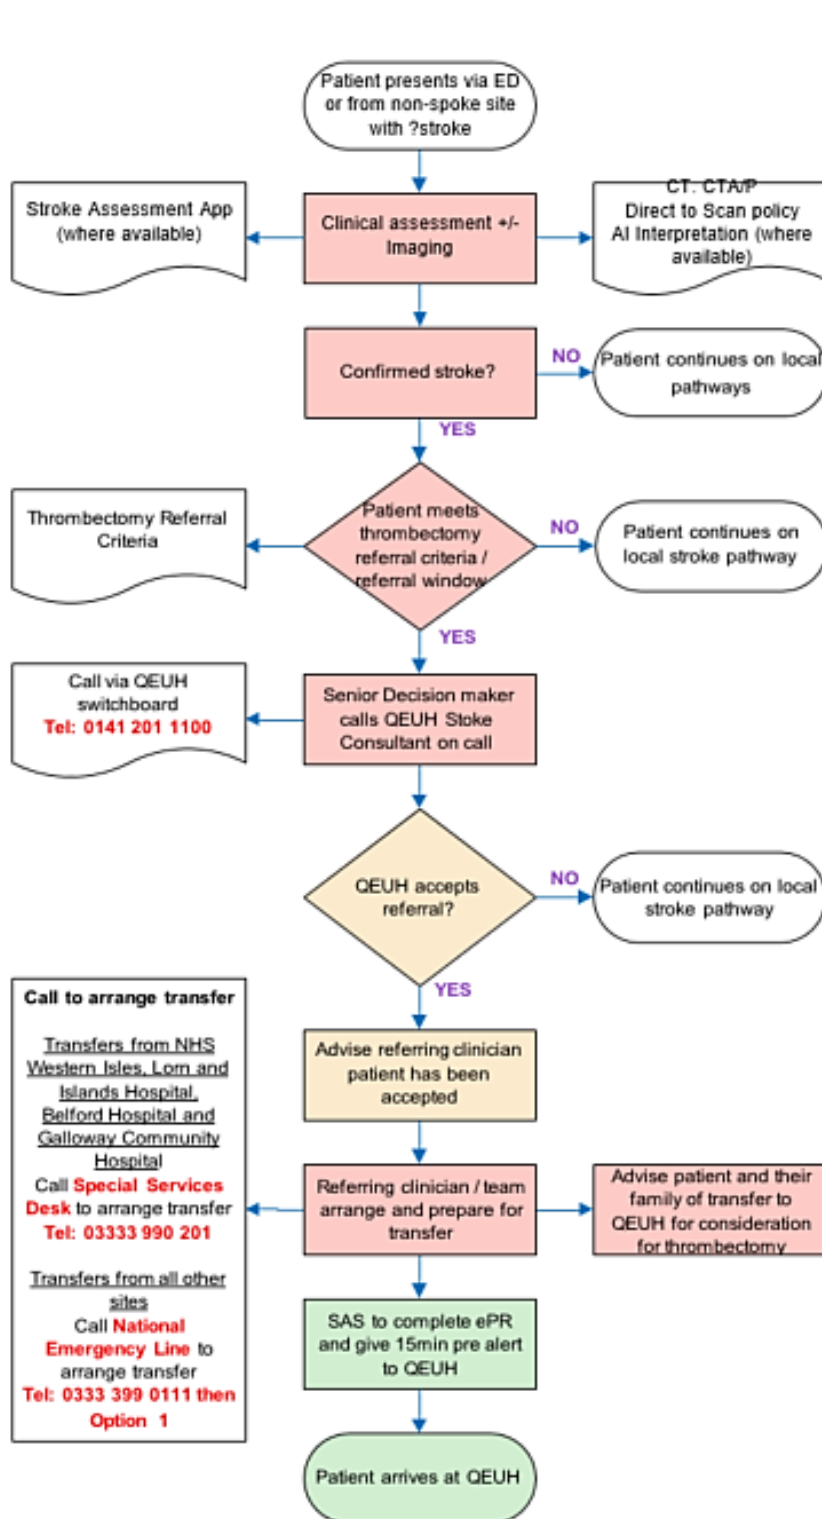 Patient presents via ED
or from non-spoke site
with ?stroke
Stroke Assessment App
(where available)
Clinical assessment +/-
Imaging
CT: CTA/P
Direct to Scan policy
AI Interpretation (where
available)
Confirmed stroke?
NO
Patient continues on local
pathways
YES
Thrombectomy Referral
Criteria
Patient meets
thrombectomy
referral criteria /
referral window
NO
Patient continues on
local stroke pathway
YES
Call via QEUH
switchboard
Tel: 0141 201 1100
Senior Decision maker
calls QEUH Stoke
Consultant on call
QEUH accepts
referral?
NO
Patient continues on local
stroke pathway
YES
Call to arrange transfer
Transfers from NHS
Western Isles, Lorn and
Islands Hospital,
Belford Hospital and
Galloway Community
Hospital
Call Special Services
Desk to arrange transfer
Tel: 03333 990 201
Transfers from all other
sites
Call National
Emergency Line to
arrange transfer
Tel: 0333 399 0111 then
Option 1
Advise referring clinician
patient has been
accepted
Referring clinician / team
arrange and prepare for
transfer
Advise patient and their
family of transfer to
QEUH for consideration
for thrombectomy
SAS to complete ePR
and give 15min pre alert
to QEUH
Patient arrives at QEUH